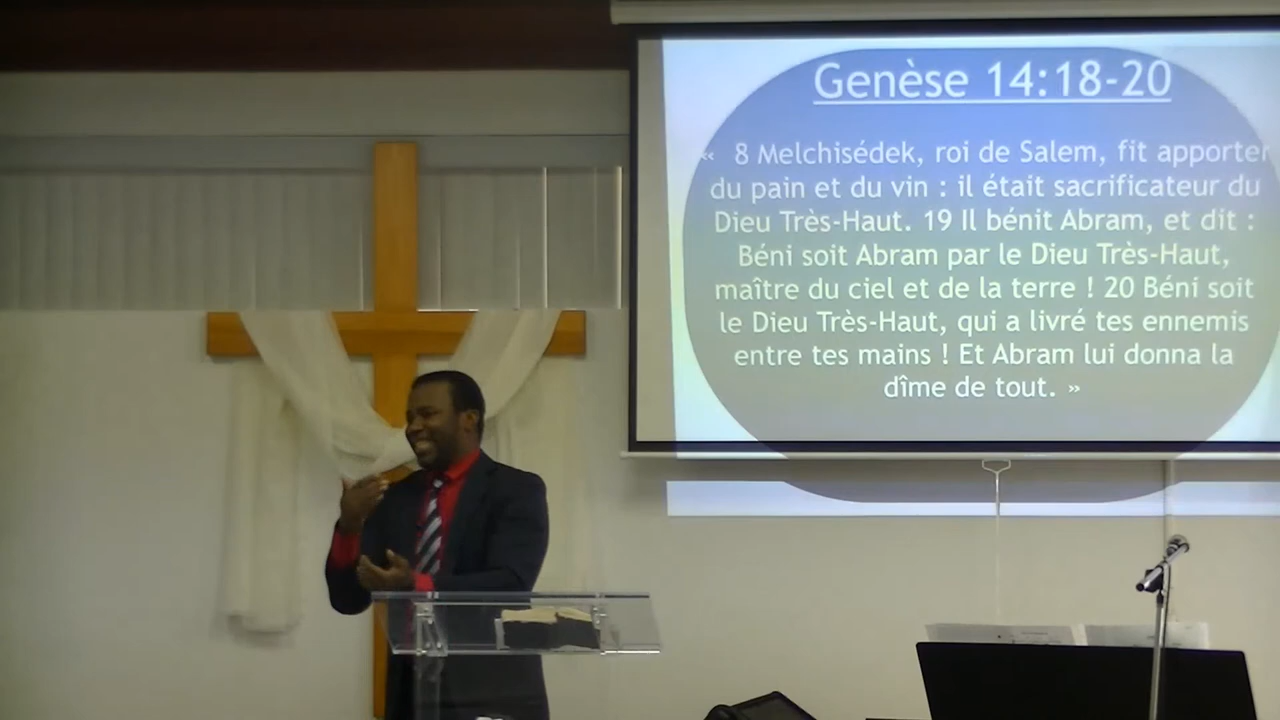 Genèse 14:18-20
« 8 Melchisédek, roi de Salem, fit apporter
du pain et du vin : il était sacrificateur du
Dieu Très-Haut. 19 Il bénit Abram, et dit :
Béni soit Abram par le Dieu Très-Haut,
maître du ciel et de la terre ! 20 Béni soit
le Dieu Très-Haut, qui a livré tes ennemis
entre tes mains ! Et Abram lui donna la
dîme de tout. »